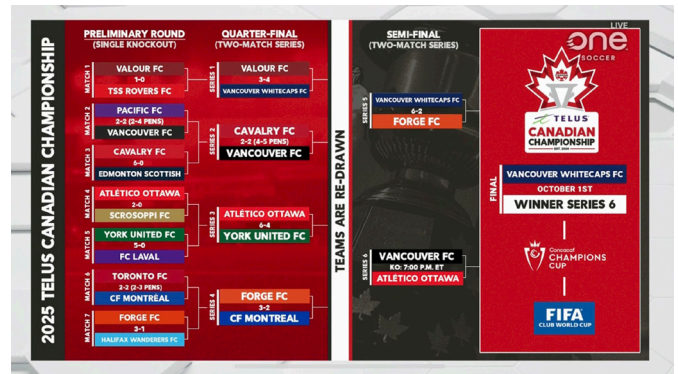 LIVE
one
SOCCER
2025 TELUS CANADIAN CHAMPIONSHIP
PRELIMINARY ROUND
(SINGLE KNOCKOUT)
MATCH 1
VALOUR FC
1-0
TSS ROVERS FC
MATCH 2
PACIFIC FC
2-2 (2-4 PENS)
VANCOUVER FC
MATCH 3
CAVALRY FC
6-0
EDMONTON SCOTTISH
MATCH 4
ATLÉTICO OTTAWA
2-0
SCROSOPPI FC
MATCH 5
YORK UNITED FC
5-0
FC LAVAL
MATCH 6
TORONTO FC
2-2 (2-3 PENS)
CF MONTRÉAL
MATCH 7
FORGE FC
3-1
HALIFAX WANDERERS FC
QUARTER-FINAL
(TWO-MATCH SERIES)
SERIES 1
VALOUR FC
3-4
VANCOUVER WHITECAPS FC
SERIES 2
CAVALRY FC
2-2 (4-5 PENS)
VANCOUVER FC
SERIES 3
ATLÉTICO OTTAWA
6-4
YORK UNITED FC
SERIES 4
FORGE FC
3-2
CF MONTREAL
TEAMS ARE RE-DRAWN
SEMI-FINAL
(TWO-MATCH SERIES)
SERIES 5
VANCOUVER WHITECAPS FC
6-2
FORGE FC
SERIES 6
VANCOUVER FC
KO: 7:00 P.M. ET
ATLÉTICO OTTAWA
TELUS
CANADIAN
CHAMPIONSHIP
FINAL
VANCOUVER WHITECAPS FC
OCTOBER 1ST
WINNER SERIES 6
Concacaf
CHAMPIONS
CUP
FIFA
CLUB WORLD CUP